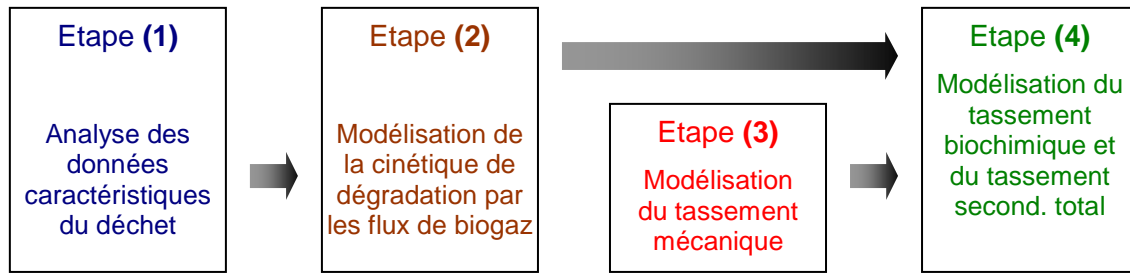 Etape (1)
Analyse des
données
caractéristiques
du déchet
Etape (2)
Modélisation de
la cinétique de
dégradation par
les flux de biogaz
Etape (3)
Modélisation
du tassement
mécanique
Etape (4)
Modélisation du
tassement
biochimique et
du tassement
second. total